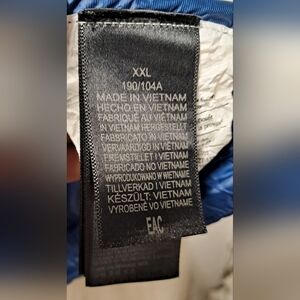 XXL
190/104A
MADE IN VIETNAM
HECHO EN VIETNAM
FABRIQUÉ AU VIÊTNAM
IN VIETNAM HERGESTELLT
FABBRICATO IN VIETNAM
VERVAARDIGD IN VIETNAM
FREMSTILLET I VIETNAM
FABRICADO NO VIETNAME
WYPRODUKOWANO W WIETNAMIE
TILLVERKAD I VIETNAM
KÉSZÜLT: VIETNAM
VYROBENÉ VO VIETNAME
EAC